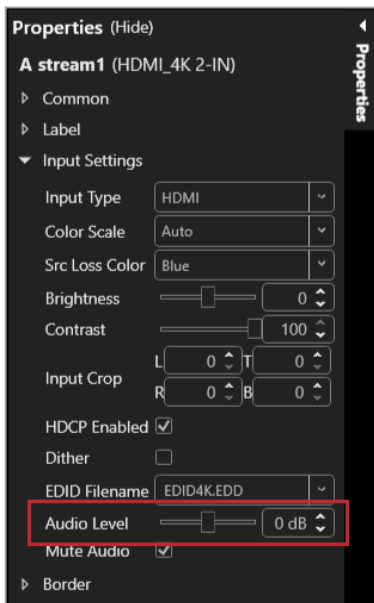 Properties (Hide)
Properties
A stream1 (HDMI_4K 2-IN)
Common
Label
Input Settings
Input Type HDMI
Color Scale Auto
Src Loss Color Blue
Brightness 0
Contrast 100
L 0 T 0
Input Crop
R 0 B 0
HDCP Enabled
Dither
EDID Filename EDID4K.EDD
Audio Level 0 dB
Mute Audio
Border